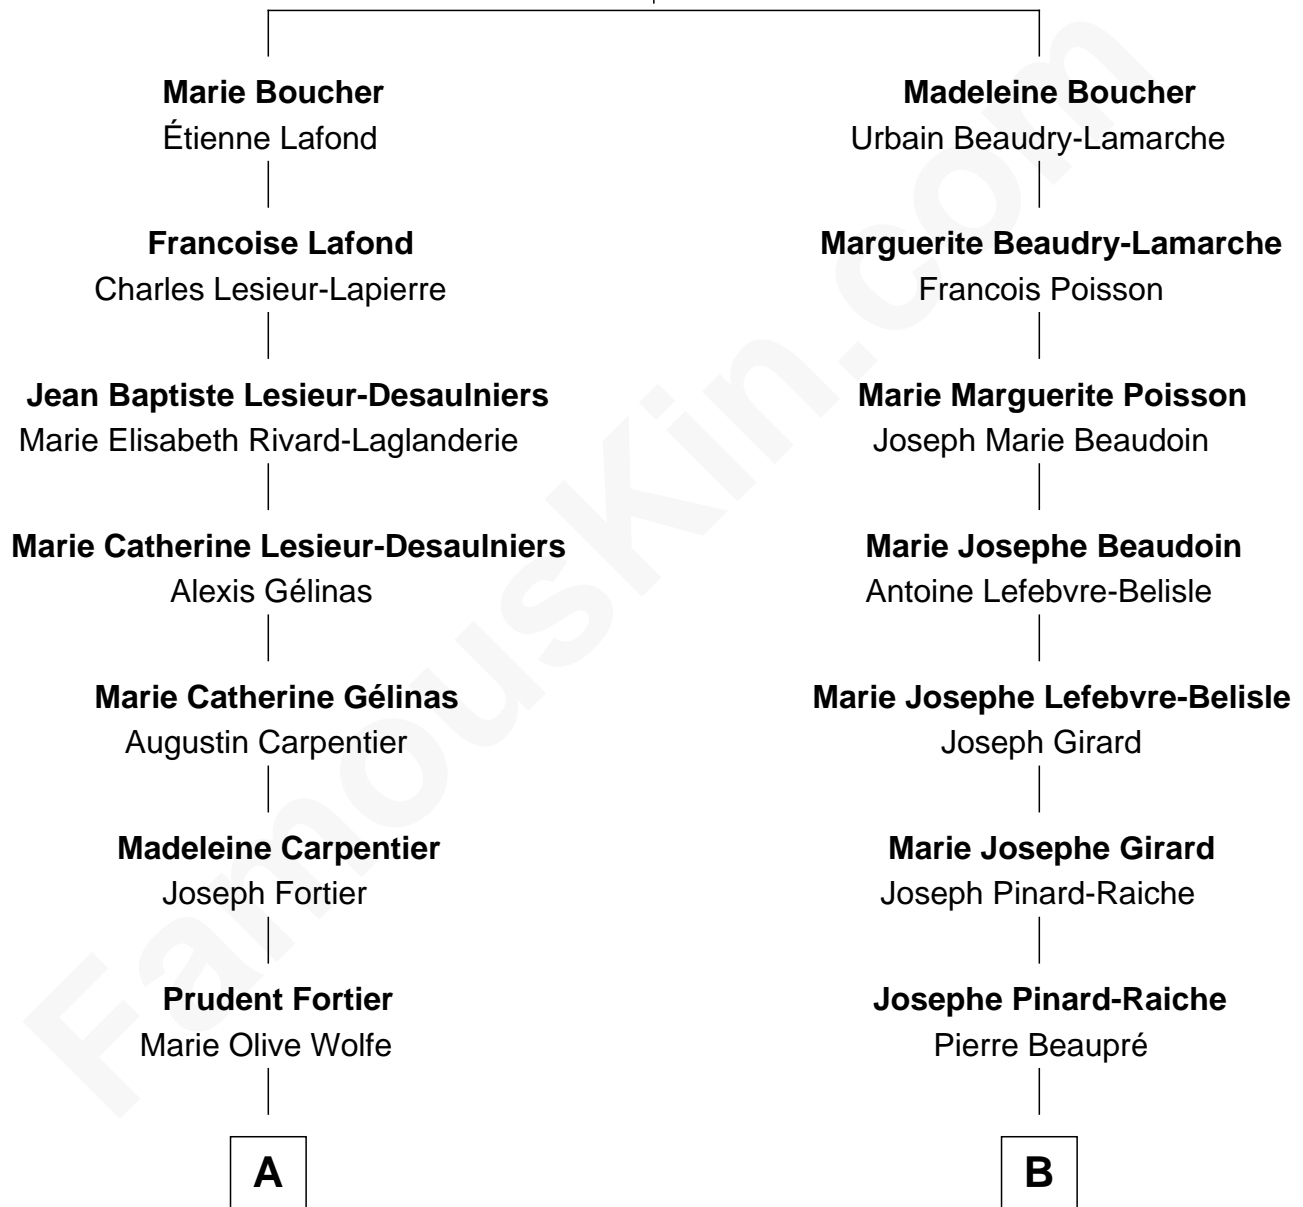 Marie Boucher
Étienne Lafond
Francoise Lafond
Charles Lesieur-Lapierre
Jean Baptiste Lesieur-Desaulniers
Marie Elisabeth Rivard-Laglanderie
Marie Catherine Lesieur-Desaulniers
Alexis Gélinas
Marie Catherine Gélinas
Augustin Carpentier
Madeleine Carpentier
Joseph Fortier
Prudent Fortier
Marie Olive Wolfe
A
Madeleine Boucher
Urbain Beaudry-Lamarche
Marguerite Beaudry-Lamarche
Francois Poisson
Marie Marguerite Poisson
Joseph Marie Beaudoin
Marie Josephe Beaudoin
Antoine Lefebvre-Belisle
Marie Josephe Lefebvre-Belisle
Joseph Girard
Marie Josephe Girard
Joseph Pinard-Raiche
Josephe Pinard-Raiche
Pierre Beaupré
B
FamousKin.com